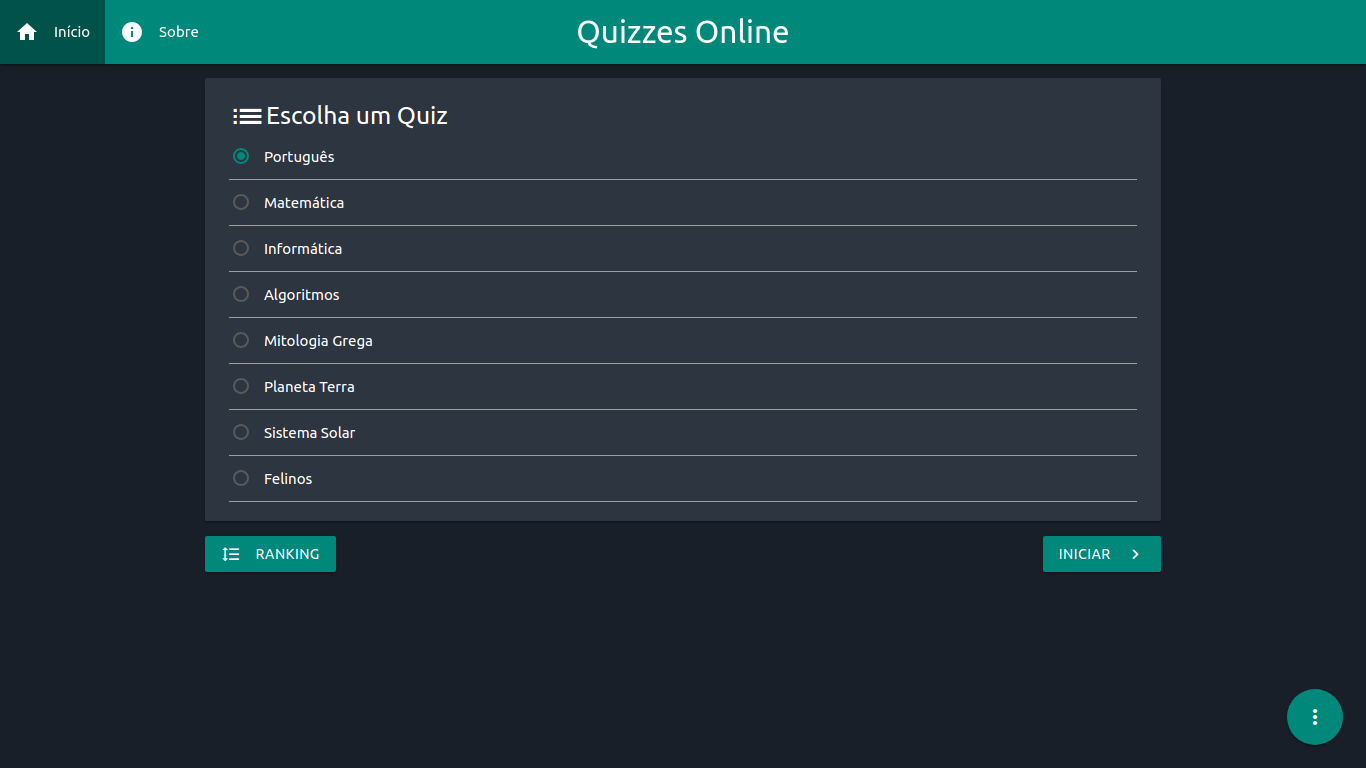 Início
Sobre
Quizzes Online
Escolha um Quiz
Português
Matemática
Informática
Algoritmos
Mitologia Grega
Planeta Terra
Sistema Solar
Felinos
RANKING
INICIAR